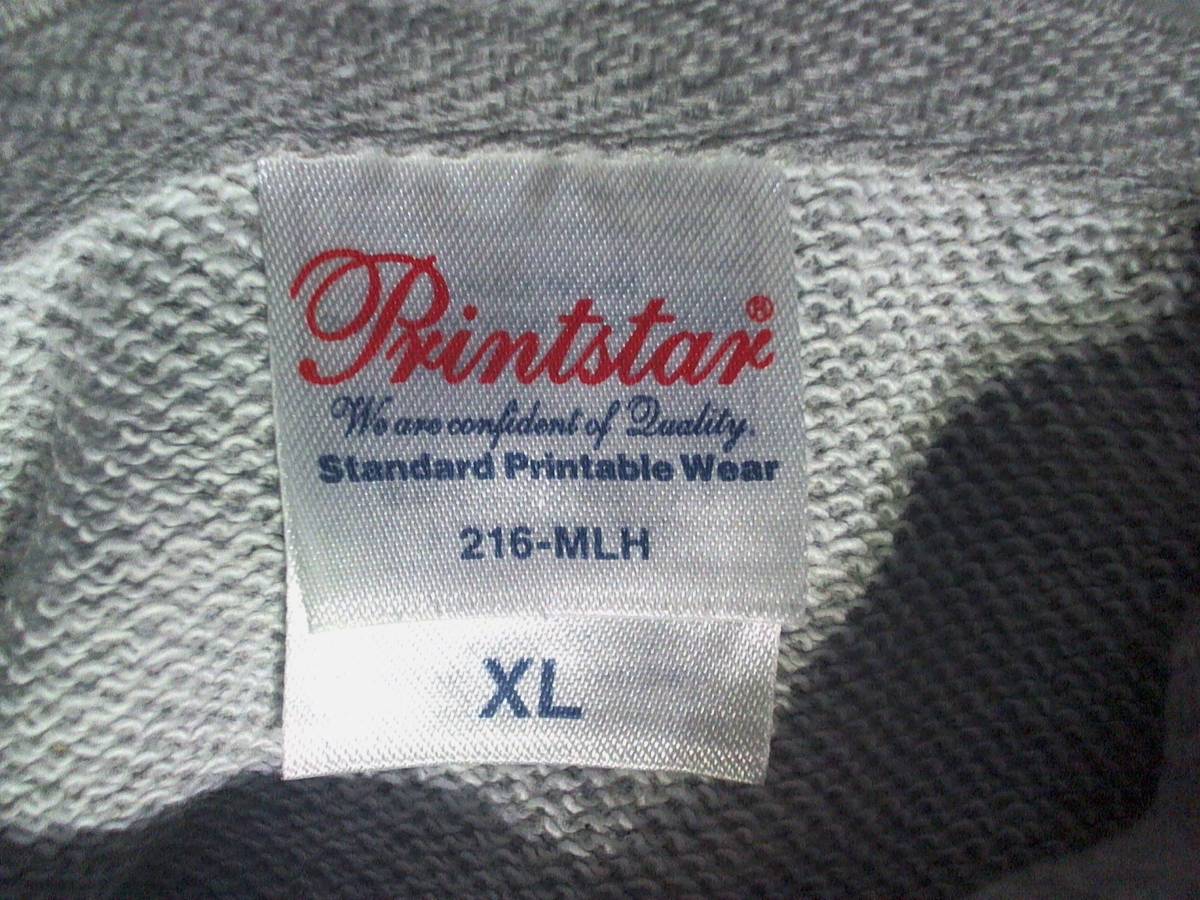 Printstar®
We are confident of Quality.
Standard Printable Wear
216-MLH
XL